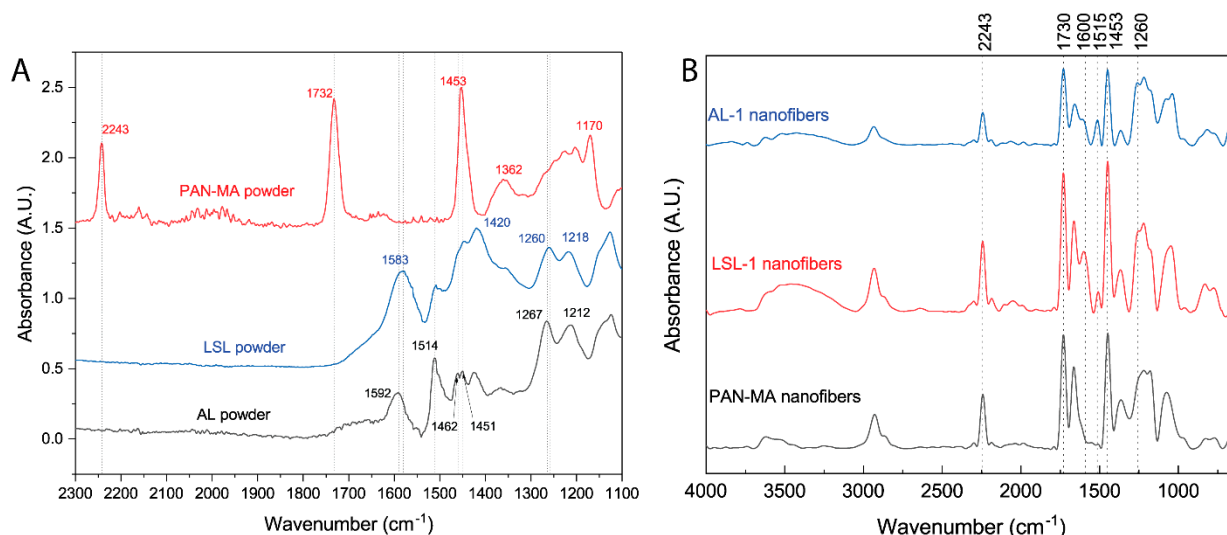 A
2.5
2.0
1.5
1.0
0.5
0.0
Absorbance (A.U.)
2243
1732
1453
1362
1170
PAN-MA powder
1583
1420
1260
1218
LSL powder
1592
1514
1462
1451
1267
1212
AL powder
2300 2200 2100 2000 1900 1800 1700 1600 1500 1400 1300 1200 1100
Wavenumber (cm⁻¹)
B
2243
1730
1600
1515
1453
1260
Absorbance (A.U.)
AL-1 nanofibers
LSL-1 nanofibers
PAN-MA nanofibers
4000 3500 3000 2500 2000 1500 1000
Wavenumber (cm⁻¹)